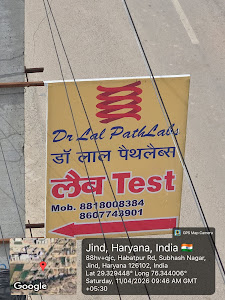 Dr Lal PathLabs
डॉ लाल पैथलैब्स
लैब Test
Mob. 8818008384
8607743901
GPS Map Camera
Jind, Haryana, India 🇮🇳
88hv+qjc, Habatpur Rd, Subhash Nagar,
Jind, Haryana 126102, India
Lat 29.329448° Long 76.344006°
Saturday, 11/04/2026 09:46 AM GMT
+05:30
Google